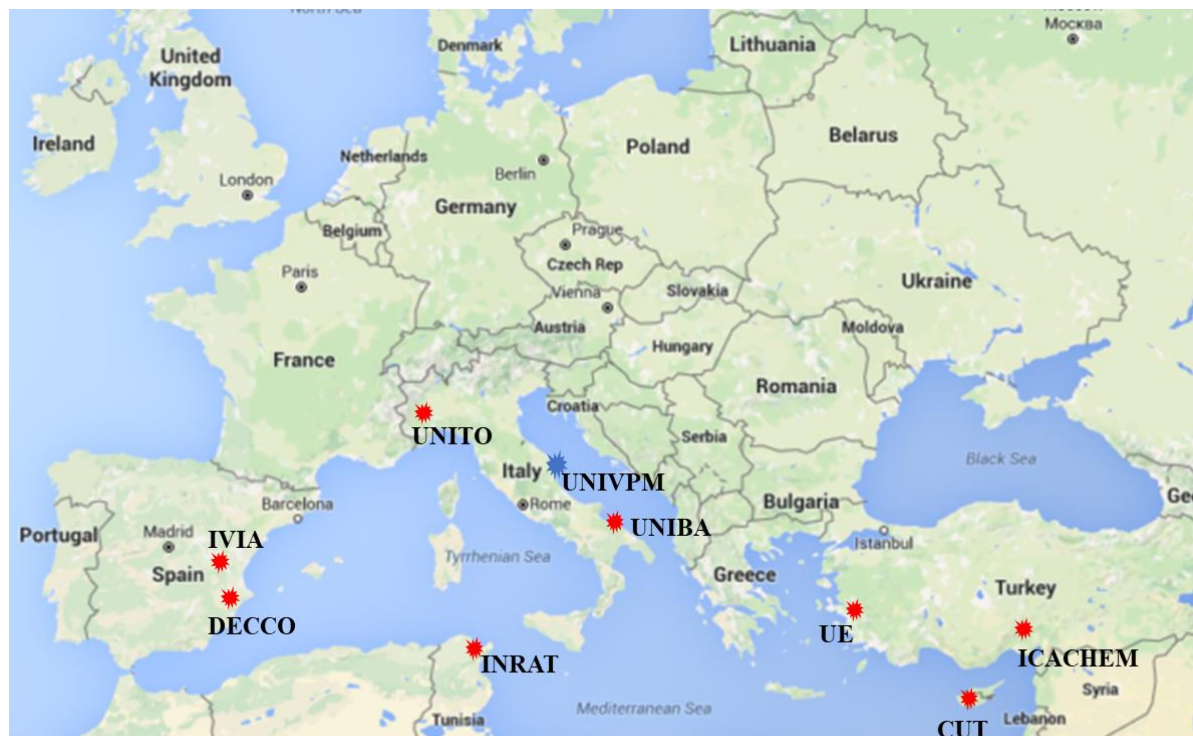 North Sea
Москва
Denmark
Lithuania
United
Kingdom
Belarus
Ireland
Poland
Netherlands
Berlin
London
Germany
Belgium
Prague
Czech Rep
Paris
Ukraine
Vienna
Slovakia
Austria
Moldova
Hungary
France
Romania
Croatia
UNITO
Serbia
Black Sea
Italy
UNIVPM
Ge
Barcelona
Rome
Bulgaria
UNIBA
Portugal
Madrid
IVIA
Istanbul
Tyrrhenian Sea
Spain
Greece
Turkey
DECCO
UE
INRAT
ICACHEM
Syria
Mediterranean Sea
Tunisia
Lebanon
CUT